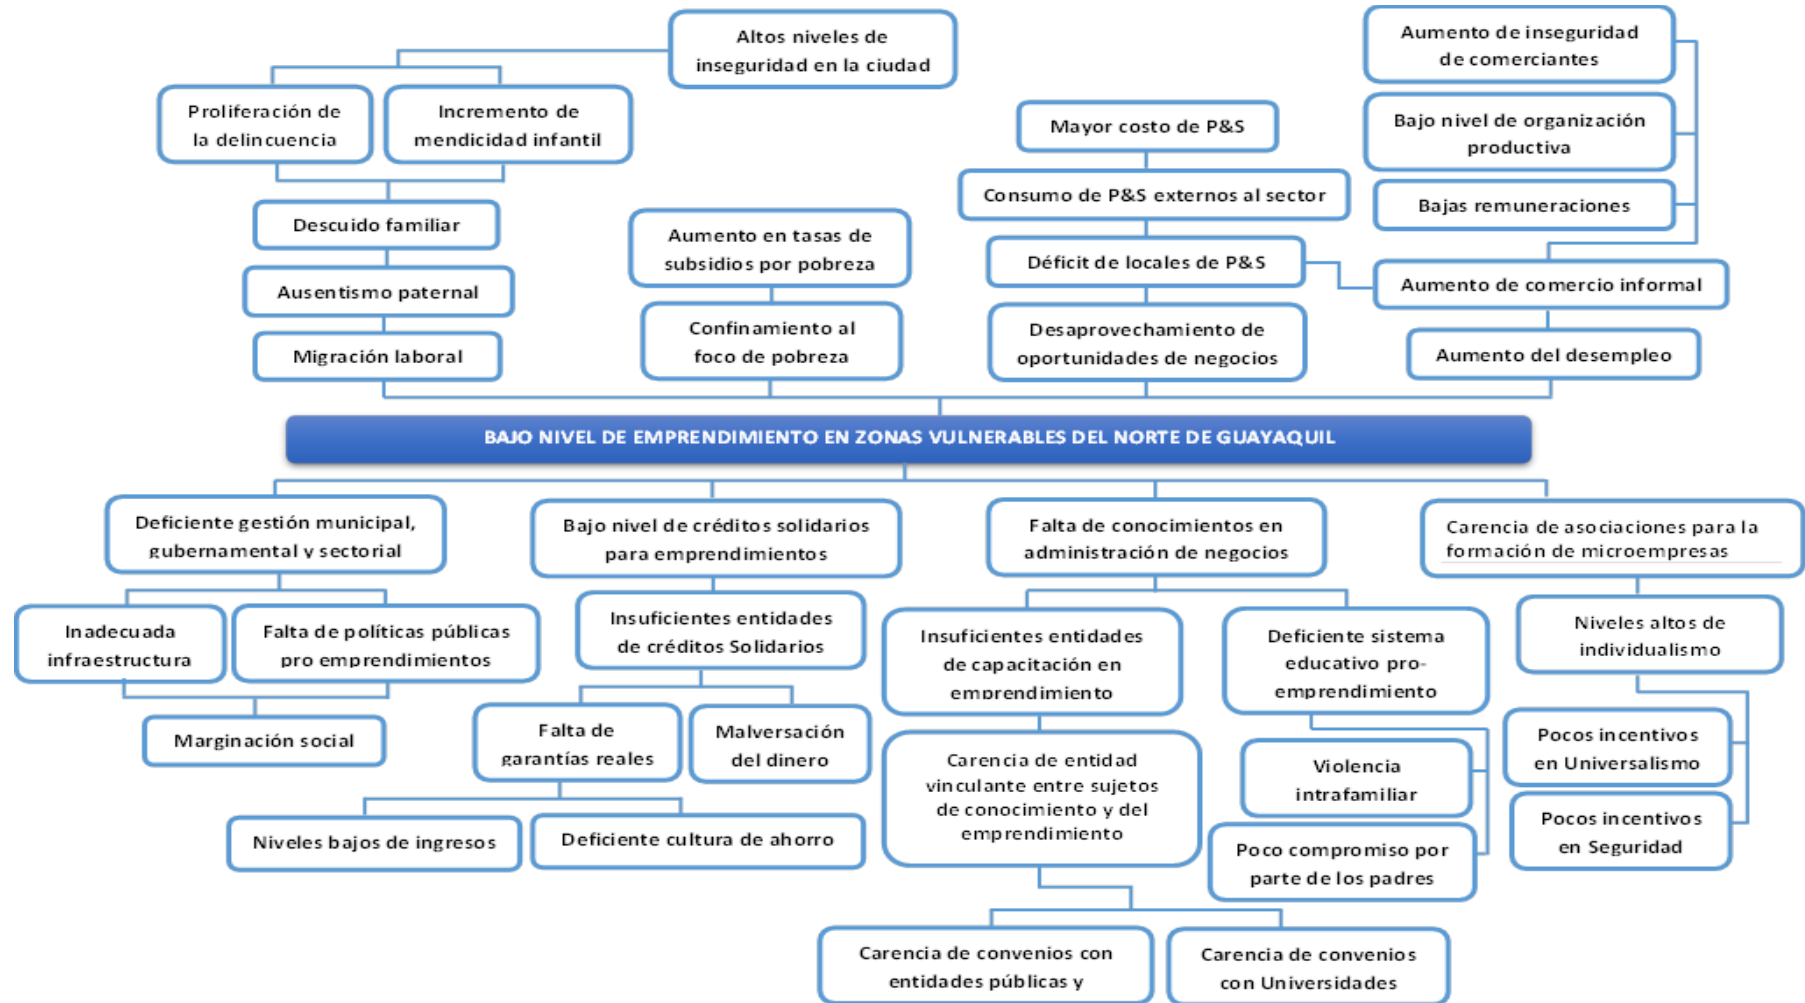 Altos niveles de
inseguridad en la ciudad
Aumento de inseguridad
de comerciantes
Proliferación de
la delincuencia
Incremento de
mendicidad infantil
Mayor costo de P&S
Bajo nivel de organización
productiva
Consumo de P&S externos al sector
Bajas remuneraciones
Descuido familiar
Aumento en tasas de
subsidios por pobreza
Déficit de locales de P&S
Aumento de comercio informal
Ausentismo paternal
Confinamiento al
foco de pobreza
Desaprovechamiento de
oportunidades de negocios
Aumento del desempleo
Migración laboral
BAJO NIVEL DE EMPRENDIMIENTO EN ZONAS VULNERABLES DEL NORTE DE GUAYAQUIL
Deficiente gestión municipal,
gubernamental y sectorial
Bajo nivel de créditos solidarios
para emprendimientos
Falta de conocimientos en
administración de negocios
Carencia de asociaciones para la
formación de microempresas
Inadecuada
infraestructura
Falta de políticas públicas
pro emprendimientos
Insuficientes entidades
de créditos Solidarios
Insuficientes entidades
de capacitación en
emprendimiento
Deficiente sistema
educativo pro-
emprendimiento
Niveles altos de
individualismo
Marginación social
Falta de
garantías reales
Malversación
del dinero
Carencia de entidad
vinculante entre sujetos
de conocimiento y del
emprendimiento
Violencia
intrafamiliar
Pocos incentivos
en Universalismo
Niveles bajos de ingresos
Deficiente cultura de ahorro
Poco compromiso por
parte de los padres
Pocos incentivos
en Seguridad
Carencia de convenios con
entidades públicas y
Carencia de convenios
con Universidades